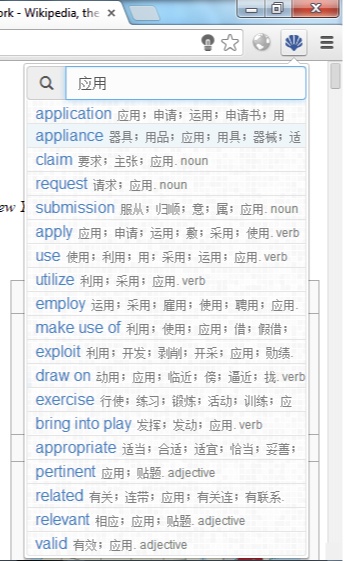 ork - Wikipedia, the
应用
application 应用；申请；运用；申请书；用
appliance 器具；用品；应用；用具；器械；适
claim 要求；主张；应用. noun
request 请求；应用. noun
submission 服从；归顺；意；属；应用. noun
apply 应用；申请；运用；敷；采用；使用. verb
use 使用；利用；用；采用；运用；应用. verb
utilize 利用；采用；应用. verb
employ 运用；采用；雇用；使用；聘用；应用.
make use of 利用；使用；应用；借；假借；
exploit 利用；开发；剥削；开采；应用；勋绩.
draw on 动用；应用；临近；傍；逼近；拢. verb
exercise 行使；练习；锻炼；活动；训练；应
bring into play 发挥；发动；应用. verb
appropriate 适当；合适；适宜；恰当；妥善；
pertinent 应用；贴题. adjective
related 有关；连带；应用；有关连；有联系.
relevant 相应；应用；贴题. adjective
valid 有效；应用. adjective